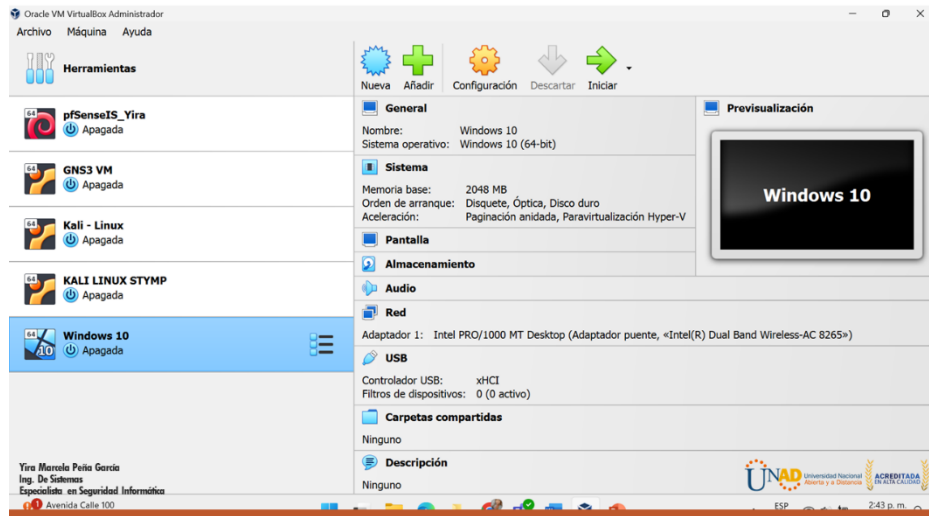 Oracle VM VirtualBox Administrador
Archivo Máquina Ayuda
Herramientas
Nueva Añadir Configuración Descartar Iniciar
64
pfSenseIS_Yira
Apagada
64
GNS3 VM
Apagada
64
Kali - Linux
Apagada
64
KALI LINUX STYMP
Apagada
64
10
Windows 10
Apagada
General
Nombre: Windows 10
Sistema operativo: Windows 10 (64-bit)
Sistema
Memoria base: 2048 MB
Orden de arranque: Disquete, Óptica, Disco duro
Aceleración: Paginación anidada, Paravirtualización Hyper-V
Pantalla
Almacenamiento
Audio
Red
Adaptador 1: Intel PRO/1000 MT Desktop (Adaptador puente, «Intel(R) Dual Band Wireless-AC 8265»)
USB
Controlador USB: xHCI
Filtros de dispositivos: 0 (0 activo)
Carpetas compartidas
Ninguno
Descripción
Ninguno
Previsualización
Windows 10
Yira Marcela Peña García
Ing. De Sistemas
Especialista en Seguridad Informática
UNAD Universidad Nacional
Abierta y a Distancia
ACREDITADA
EN ALTA CALIDAD
Avenida Calle 100
ESP
2:43 p. m.